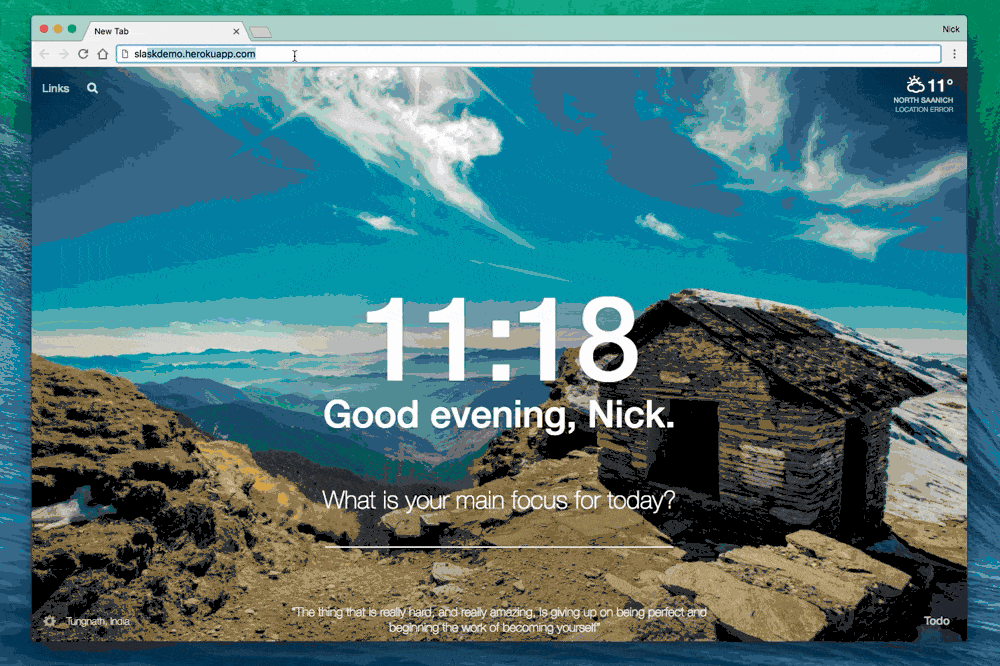 New Tab
Nick
slaskdemo.herokuapp.com
Links
11°
NORTH SAANICH
LOCATION ERROR
11:18
Good evening, Nick.
What is your main focus for today?
"The thing that is really hard, and really amazing, is giving up on being perfect and
beginning the work of becoming yourself"
Tungnath, India
Todo